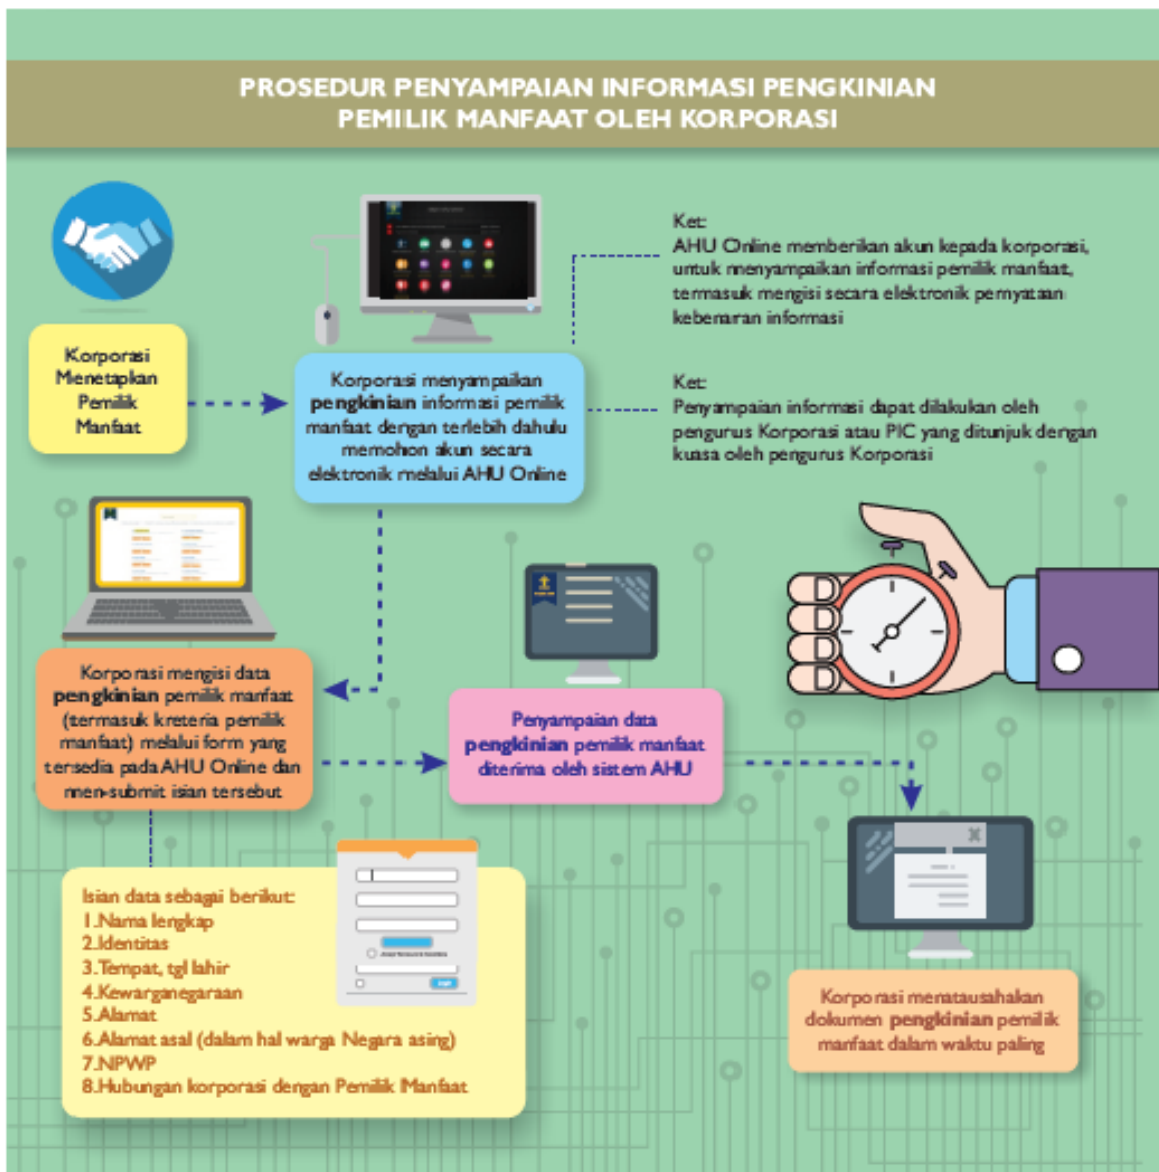 PROSEDUR PENYAMPAIAN INFORMASI PENGKINIAN
PEMILIK MANFAAT OLEH KORPORASI
Korporasi
Menetapkan
Pemilik
Manfaat
Korporasi menyampaikan
pengkinian informasi pemilik
manfaat dengan terlebih dahulu
memohon akun secara
elektronik melalui AHU Online
Ket:
AHU Online memberikan akun kepada korporasi,
untuk menyampaikan informasi pemilik manfaat,
termasuk mengisi secara elektronik pernyataan
kebenaran informasi
Ket:
Penyampaian informasi dapat dilakukan oleh
pengurus Korporasi atau PIC yang ditunjuk dengan
kuasa oleh pengurus Korporasi
Korporasi mengisi data
pengkinian pemilik manfaat
(termasuk kreteria pemilik
manfaat) melalui form yang
tersedia pada AHU Online dan
men-submit isian tersebut
Penyampaian data
pengkinian pemilik manfaat
diterima oleh sistem AHU
Isian data sebagai berikut:
1.Nama lengkap
2.Identitas
3.Tempat, tgl lahir
4.Kewarganegaraan
5.Alamat
6.Alamat asal (dalam hal warga Negara asing)
7.NPWP
8.Hubungan korporasi dengan Pemilik Manfaat
Korporasi menatausahakan
dokumen pengkinian pemilik
manfaat dalam waktu paling